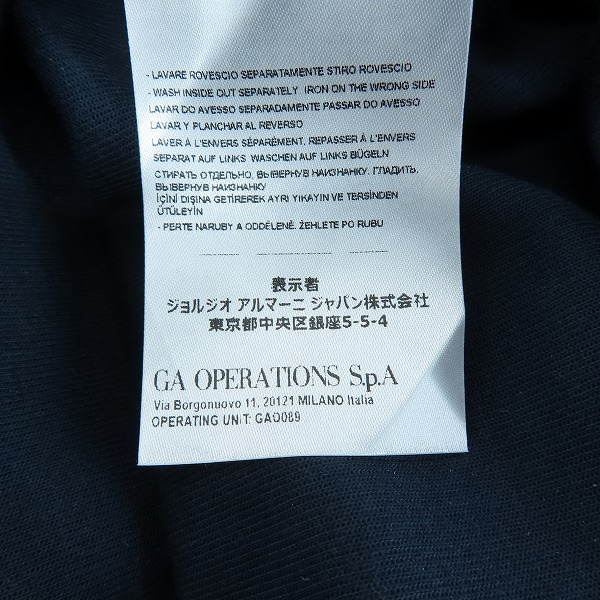 - LAVARE ROVESCIO SEPARATAMENTE STIRO ROVESCIO
- WASH INSIDE OUT SEPARATELY. IRON ON THE WRONG SIDE
LAVAR DO AVESSO SEPARADAMENTE PASSAR DO AVESSO
LAVAR Y PLANCHAR AL REVERSO
LAVER À L'ENVERS SÉPARÉMENT. REPASSER À L'ENVERS
SEPARAT AUF LINKS WASCHEN AUF LINKS BÜGELN
СТИРАТЬ ОТДЕЛЬНО, ВЫВЕРНУВ НАИЗНАНКУ. ГЛАДИТЬ,
ВЫВЕРНУВ НАИЗНАНКУ
İÇİNİ DIŞINA GETİREREK AYRI YIKAYIN VE TERSİNDEN
ÜTÜLEYİN
- PERTE NARUBY A ODDĚLENĚ. ŽEHLETE PO RUBU
表示者
ジョルジオ アルマーニ ジャパン株式会社
東京都中央区銀座5-5-4
GA OPERATIONS S.p.A
Via Borgonuovo 11, 20121 MILANO Italia
OPERATING UNIT: GAO089